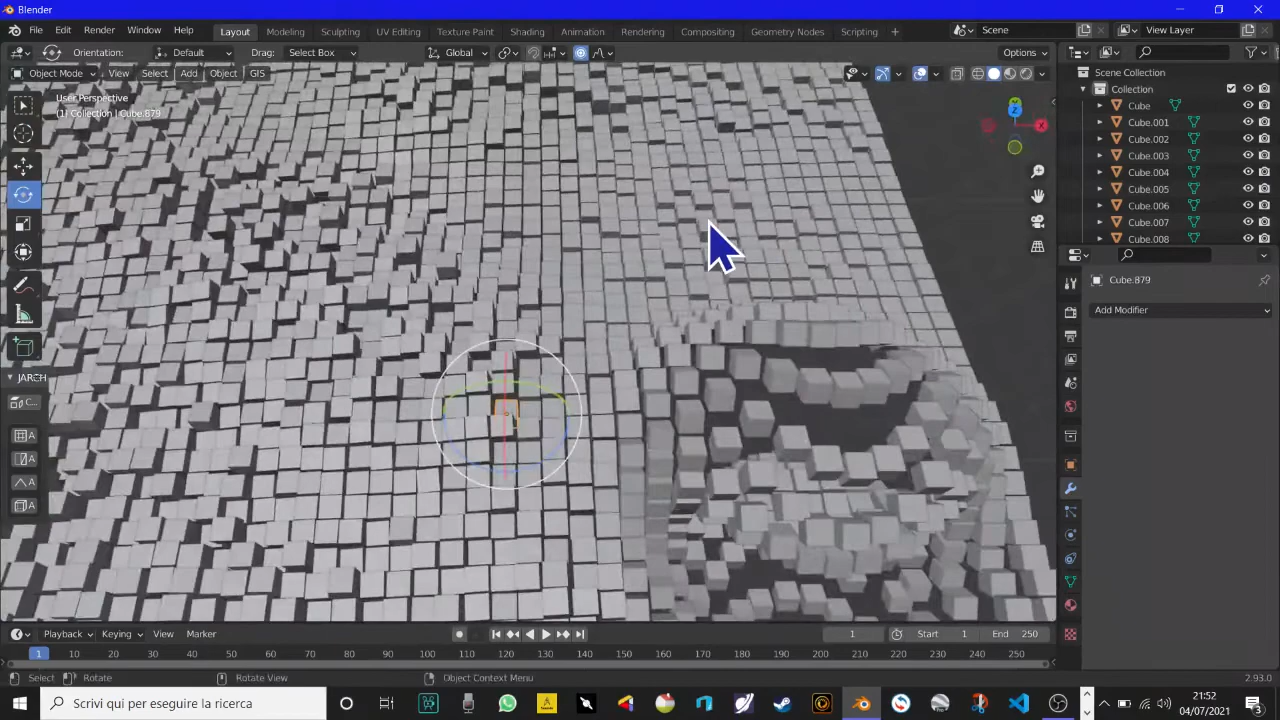 Blender
File Edit Render Window Help Layout Modeling Sculpting UV Editing Texture Paint Shading Animation Rendering Compositing Geometry Nodes Scripting + Scene View Layer
Orientation: Default Drag: Select Box Global Options
Object Mode View Select Add Object GIS
User Perspective
(1) Collection | Cube.879
Scene Collection
Collection
Cube
Cube.001
Cube.002
Cube.003
Cube.004
Cube.005
Cube.006
Cube.007
Cube.008
Cube.879
Add Modifier
Z
X
JARCH
C...
A
A
A
A
Playback Keying View Marker 1 Start 1 End 250
1 10 20 30 40 50 60 70 80 90 100 110 120 130 140 150 160 170 180 190 200 210 220 230 240 250
Select Rotate Rotate View Object Context Menu 2.93.0
Scrivi qui per eseguire la ricerca
21:52
04/07/2021
3